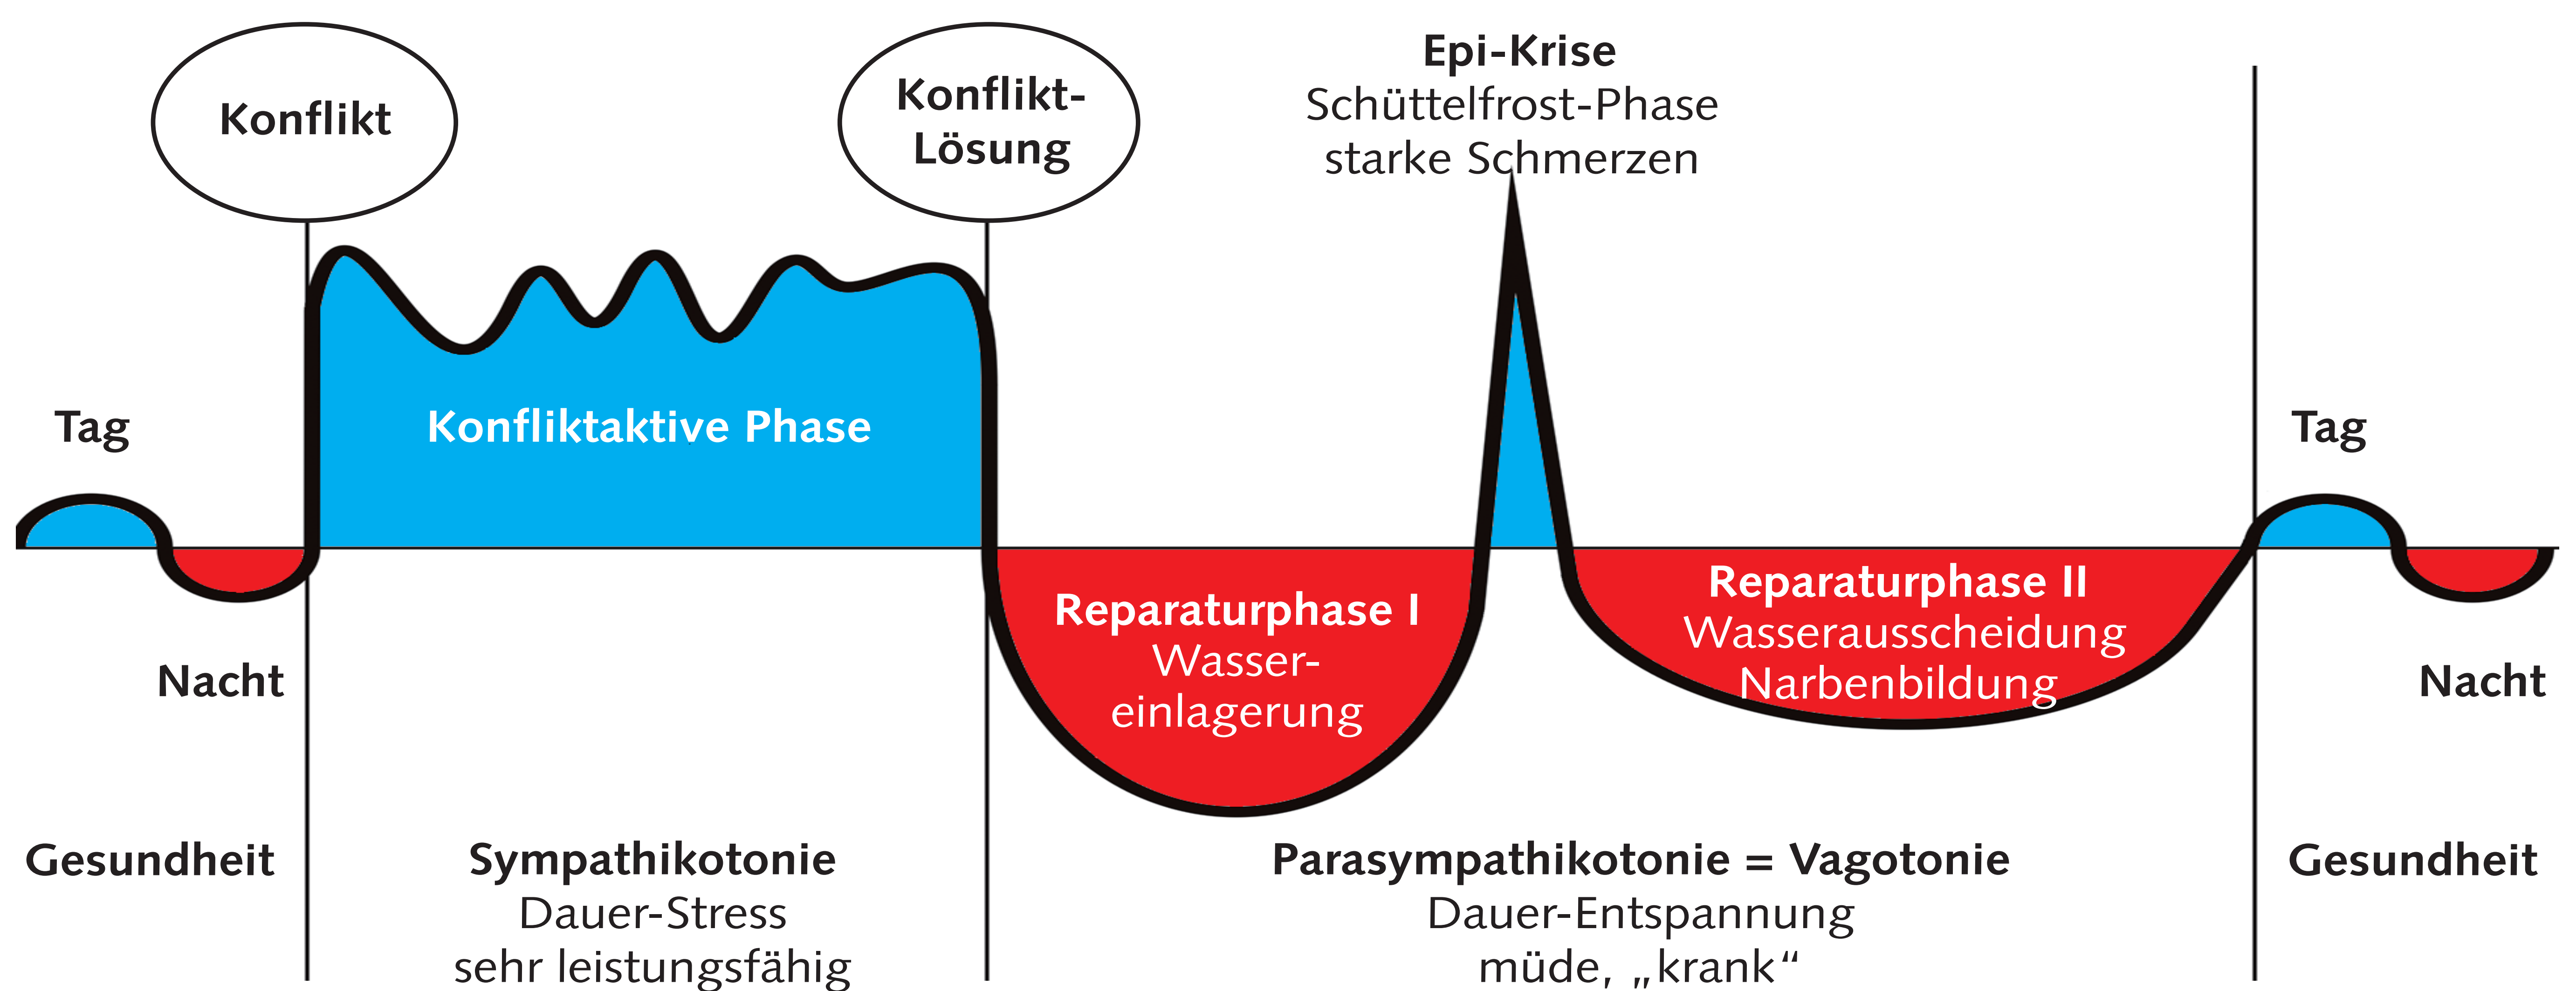 Konflikt
Konflikt-
Lösung
Epi-Krise
Schüttelfrost-Phase
starke Schmerzen
Tag
Konfliktaktive Phase
Tag
Nacht
Reparaturphase I
Wasser-
einlagerung
Reparaturphase II
Wasserausscheidung
Narbenbildung
Nacht
Gesundheit
Sympathikotonie
Dauer-Stress
sehr leistungsfähig
Parasympathikotonie = Vagotonie
Dauer-Entspannung
müde, „krank“
Gesundheit